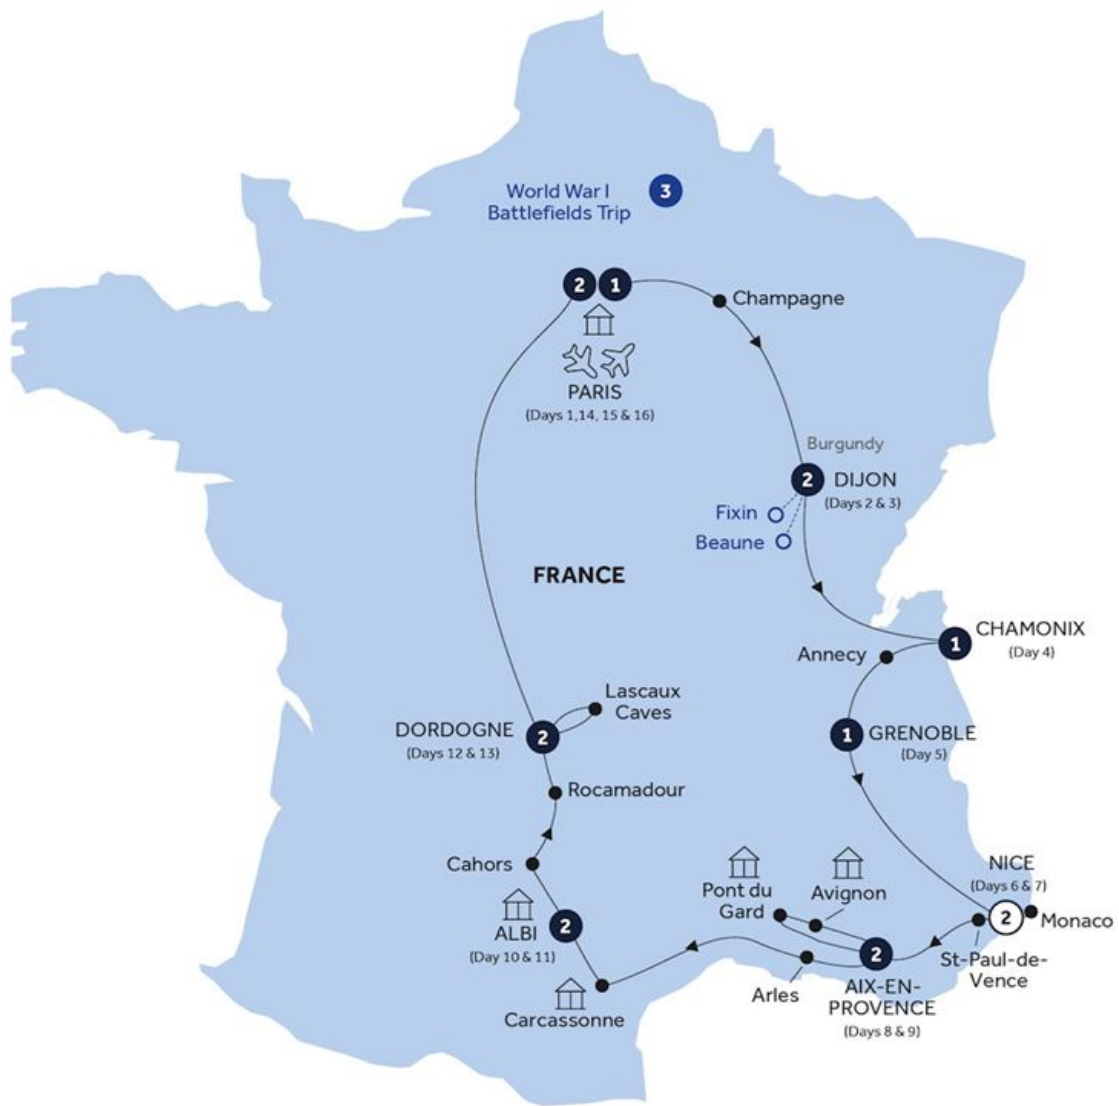 World War I
Battlefields Trip
3
2
1
Champagne
PARIS
(Days 1,14, 15 & 16)
Burgundy
2
DIJON
(Days 2 & 3)
Fixin
Beaune
FRANCE
CHAMONIX
1
(Day 4)
Annecy
Lascaux
Caves
DORDOGNE
2
(Days 12 & 13)
1
GRENOBLE
(Day 5)
Rocamadour
Cahors
NICE
(Days 6 & 7)
2
Monaco
Pont du
Gard
Avignon
ALBI
2
(Day 10 & 11)
2
St-Paul-de-
Vence
Arles
AIX-EN-
PROVENCE
(Days 8 & 9)
Carcassonne